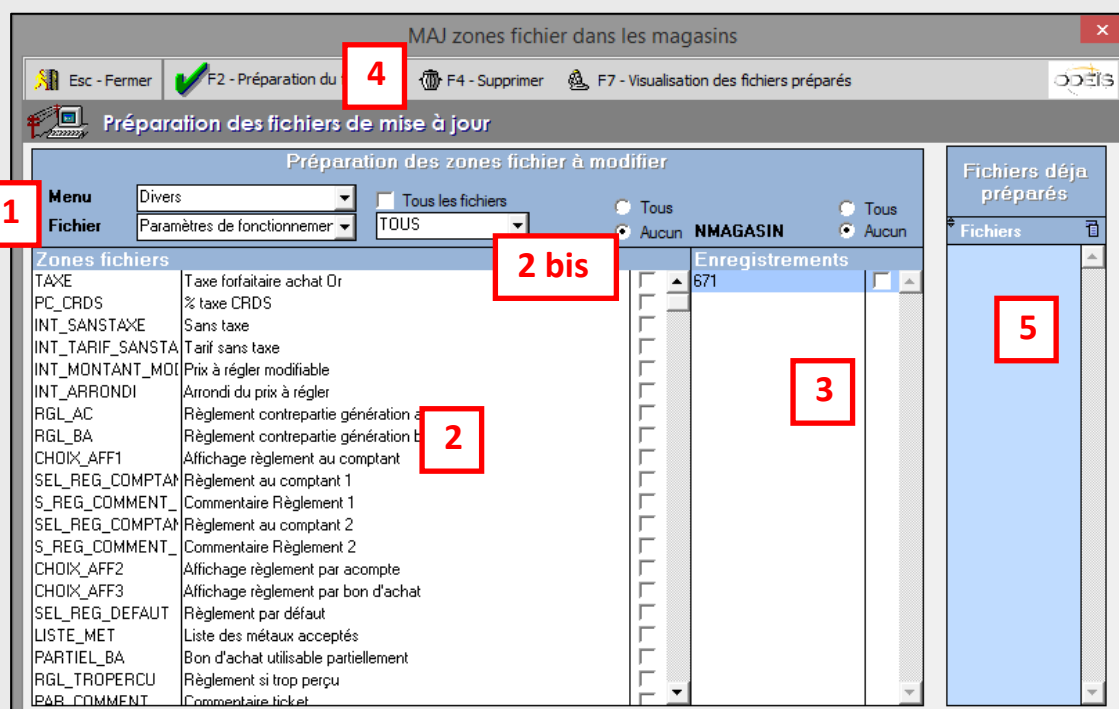 MAJ zones fichier dans les magasins
Esc - Fermer F2 - Préparation du 4 F4 - Supprimer F7 - Visualisation des fichiers préparés
Préparation des fichiers de mise à jour
Préparation des zones fichier à modifier
Fichiers déja
préparés
1
Menu Divers Tous les fichiers Tous Tous
Fichier Paramètres de fonctionnemer TOUS Aucun NMAGASIN Aucun
Fichiers
Zones fichiers 2 bis Enregistrements
TAXE Taxe forfaitaire achat Or 671
PC_CRDS % taxe CRDS
INT_SANSTAXE Sans taxe
INT_TARIF_SANSTA Tarif sans taxe
INT_MONTANT_MOD Prix à régler modifiable
INT_ARRONDI Arrondi du prix à régler
RGL_AC Règlement contrepartie génération a
RGL_BA Règlement contrepartie génération b
2
3
5
CHOIX_AFF1 Affichage règlement au comptant
SEL_REG_COMPTAN Règlement au comptant 1
S_REG_COMMENT_ Commentaire Règlement 1
SEL_REG_COMPTAN Règlement au comptant 2
S_REG_COMMENT_ Commentaire Règlement 2
CHOIX_AFF2 Affichage règlement par acompte
CHOIX_AFF3 Affichage règlement par bon d'achat
SEL_REG_DEFAUT Règlement par défaut
LISTE_MET Liste des métaux acceptés
PARTIEL_BA Bon d'achat utilisable partiellement
RGL_TROPERCU Règlement si trop perçu
PAR_COMMENT Commentaire ticket